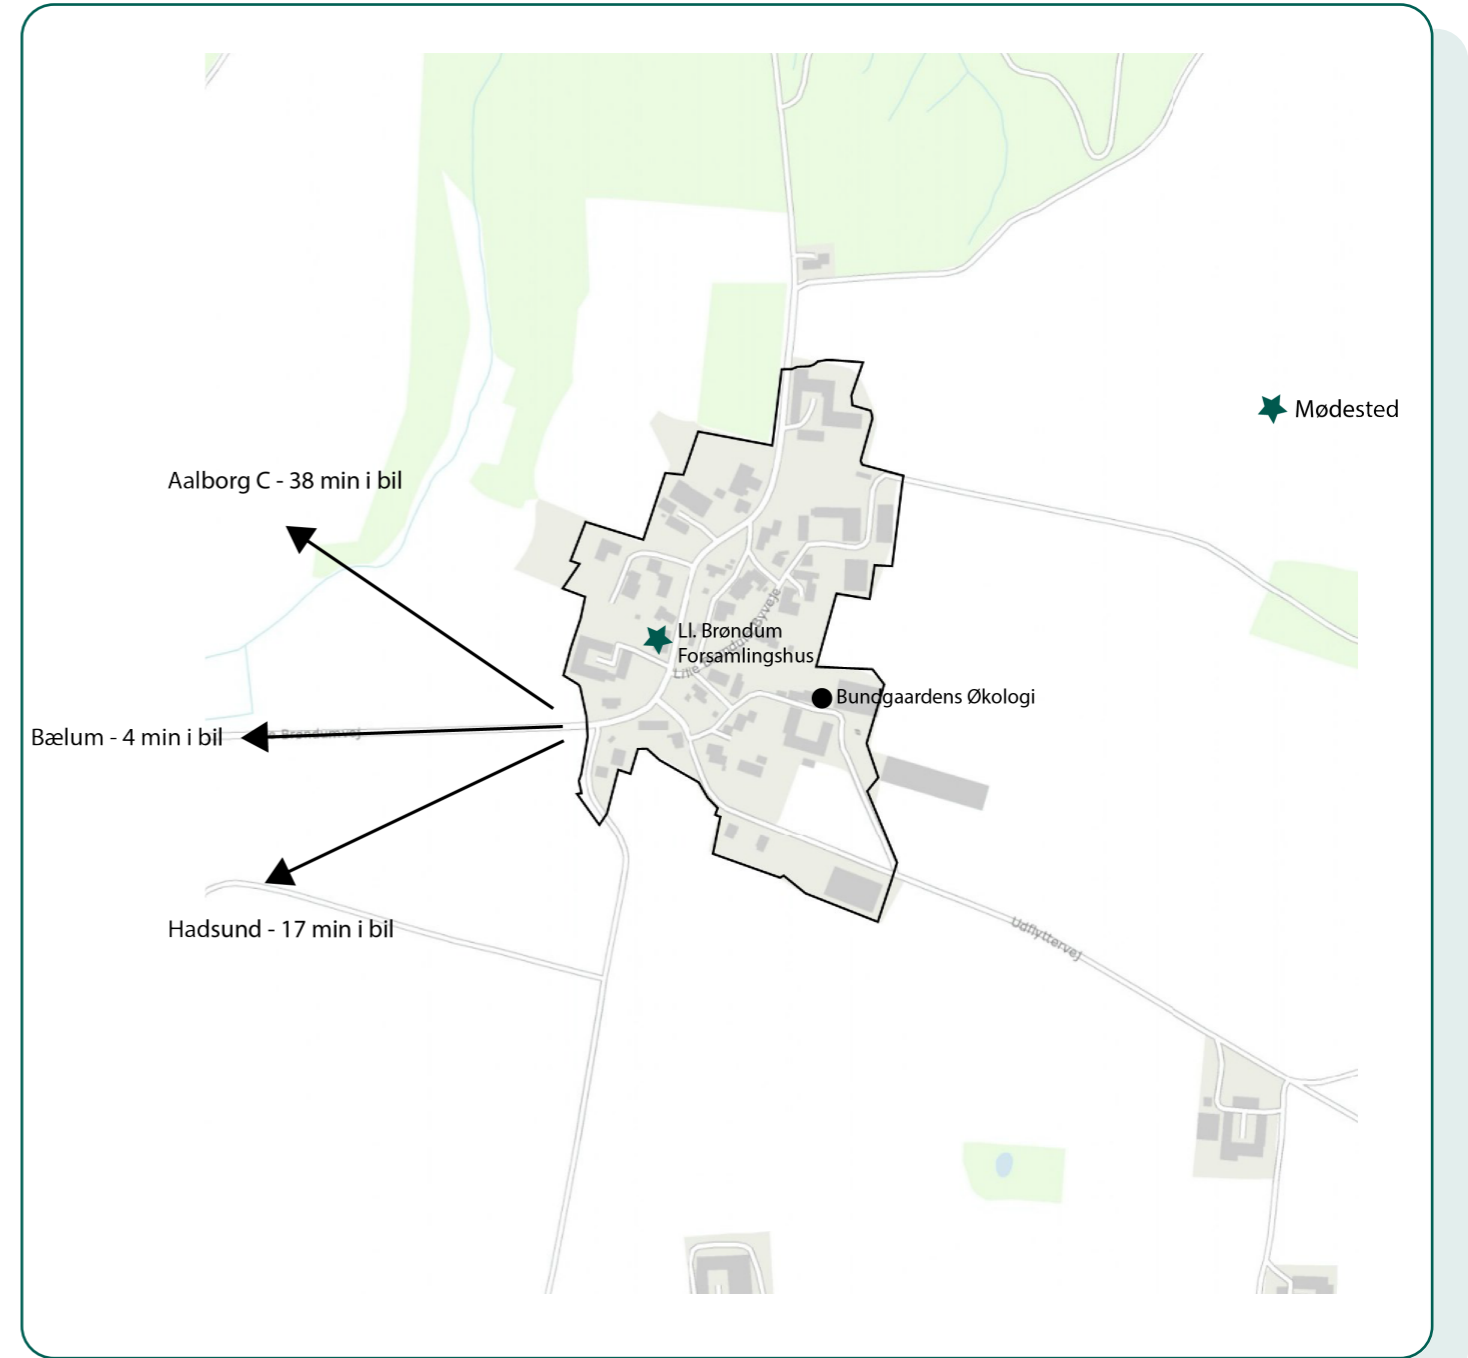 Mødested
Aalborg C - 38 min i bil
Ll. Brøndum
Forsamlingshus
Bundgaardens Økologi
Bælum - 4 min i bil
Hadsund - 17 min i bil
Udflyttervej